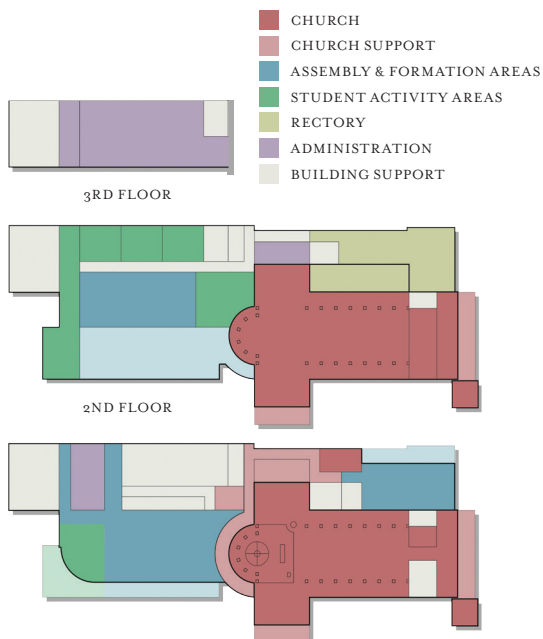 CHURCH
CHURCH SUPPORT
ASSEMBLY & FORMATION AREAS
STUDENT ACTIVITY AREAS
RECTORY
ADMINISTRATION
BUILDING SUPPORT
3RD FLOOR
2ND FLOOR